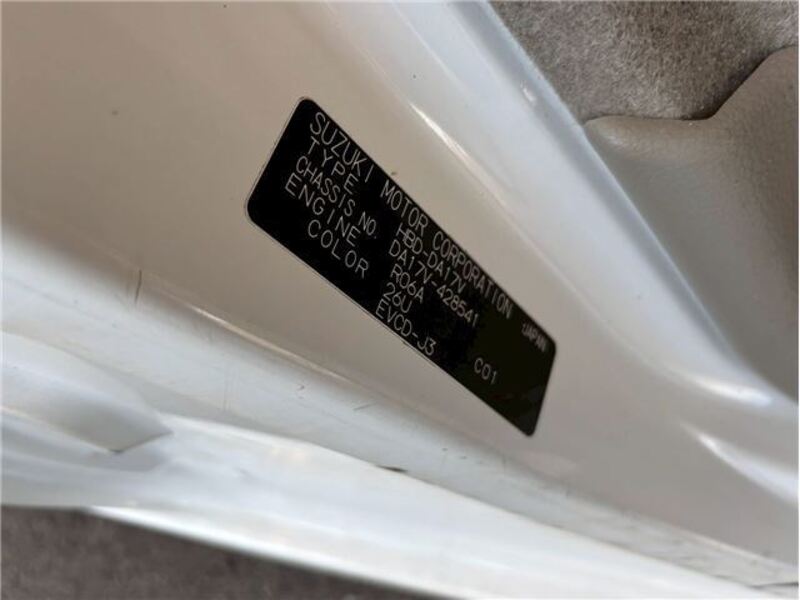 SUZUKI MOTOR CORPORATION JAPAN
TYPE HBD-DA17V
CHASSIS NO. DA17V-428541
ENGINE R06A
COLOR 26U
EVCD-J3 C01